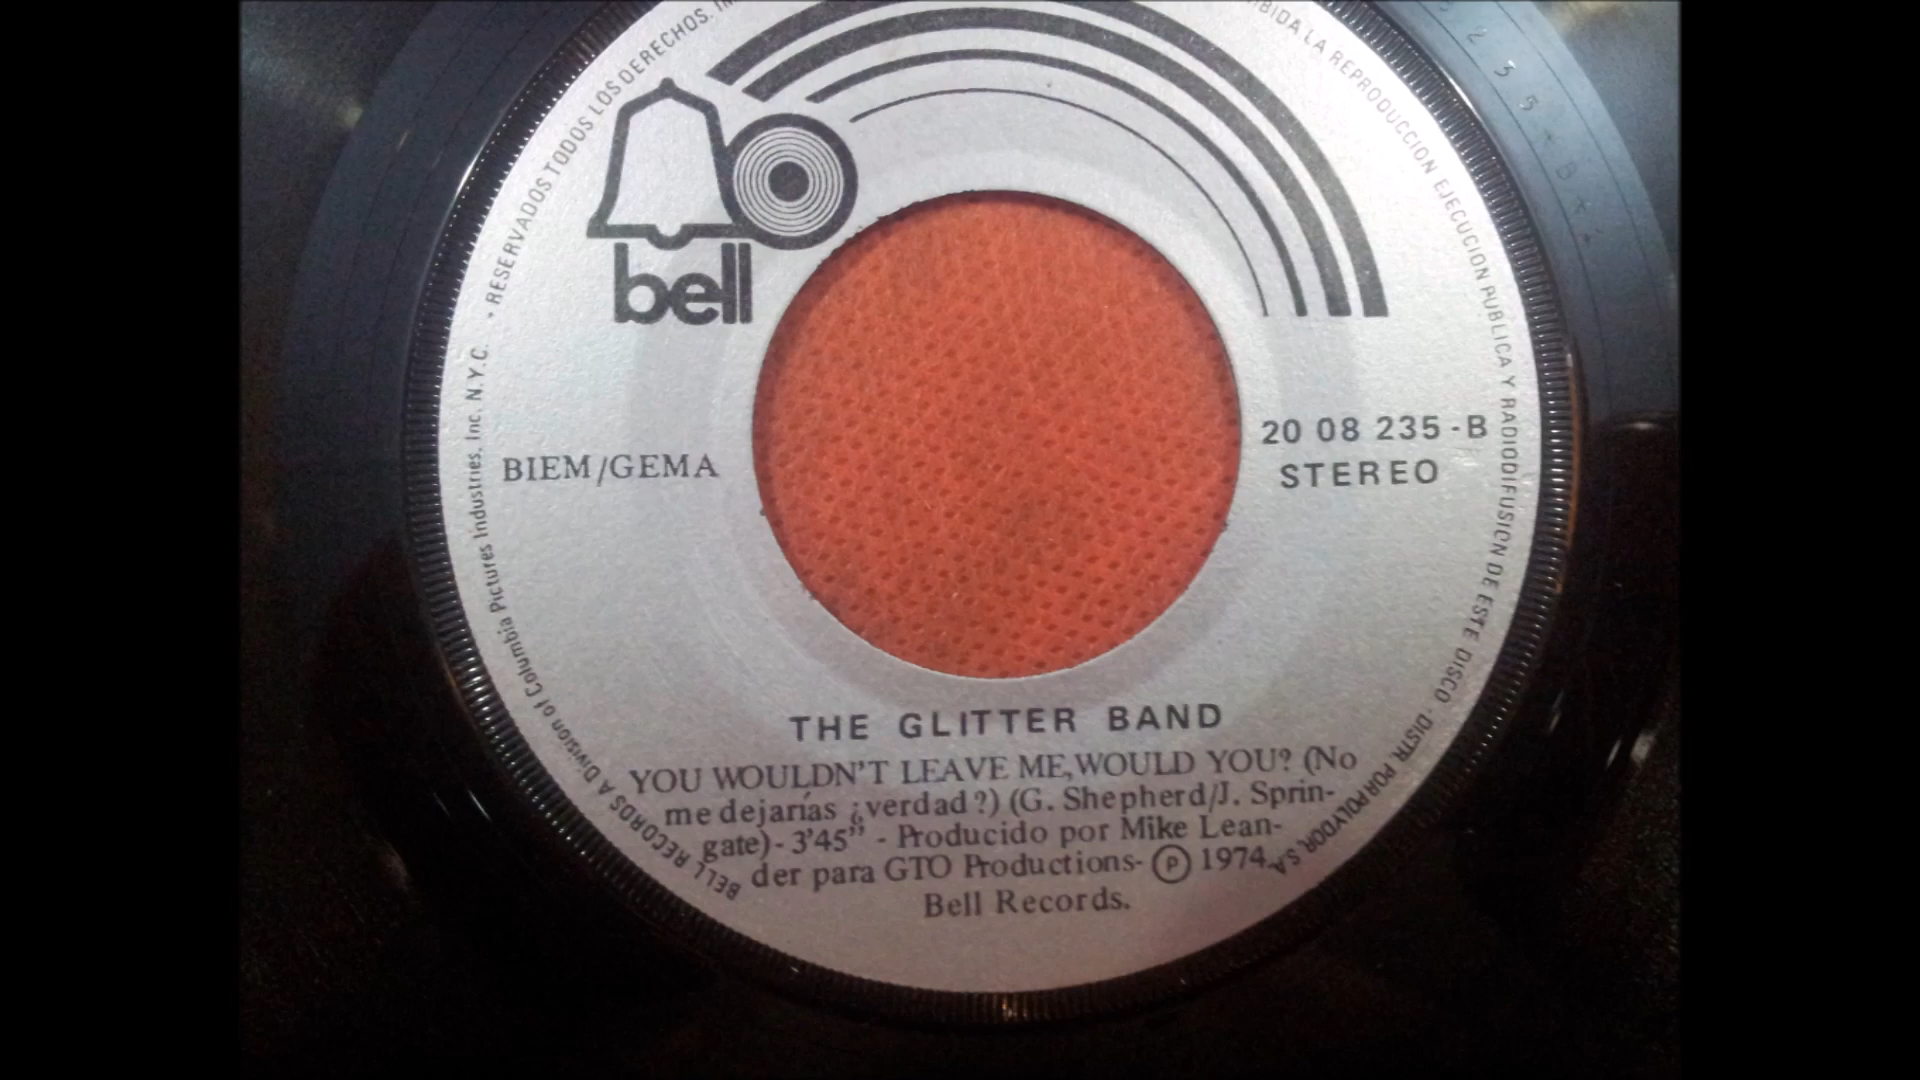 RESERVADOS TODOS LOS DERECHOS.
LA REPRODUCCION EJECUCION PUBLICA Y RADIODIFUSION DE ESTE DISCO - DISTR. POR POLYDOR, S.A.
bell
BIEM/GEMA
20 08 235 - B
STEREO
THE GLITTER BAND
YOU WOULDN'T LEAVE ME, WOULD YOU? (No
me dejarías ¿verdad?) (G. Shepherd/J. Sprin-
gate) - 3'45" - Producido por Mike Lean-
der para GTO Productions- Ⓟ 1974
Bell Records.
BELL RECORDS A Division of Columbia Pictures Industries, Inc. N.Y.C. -